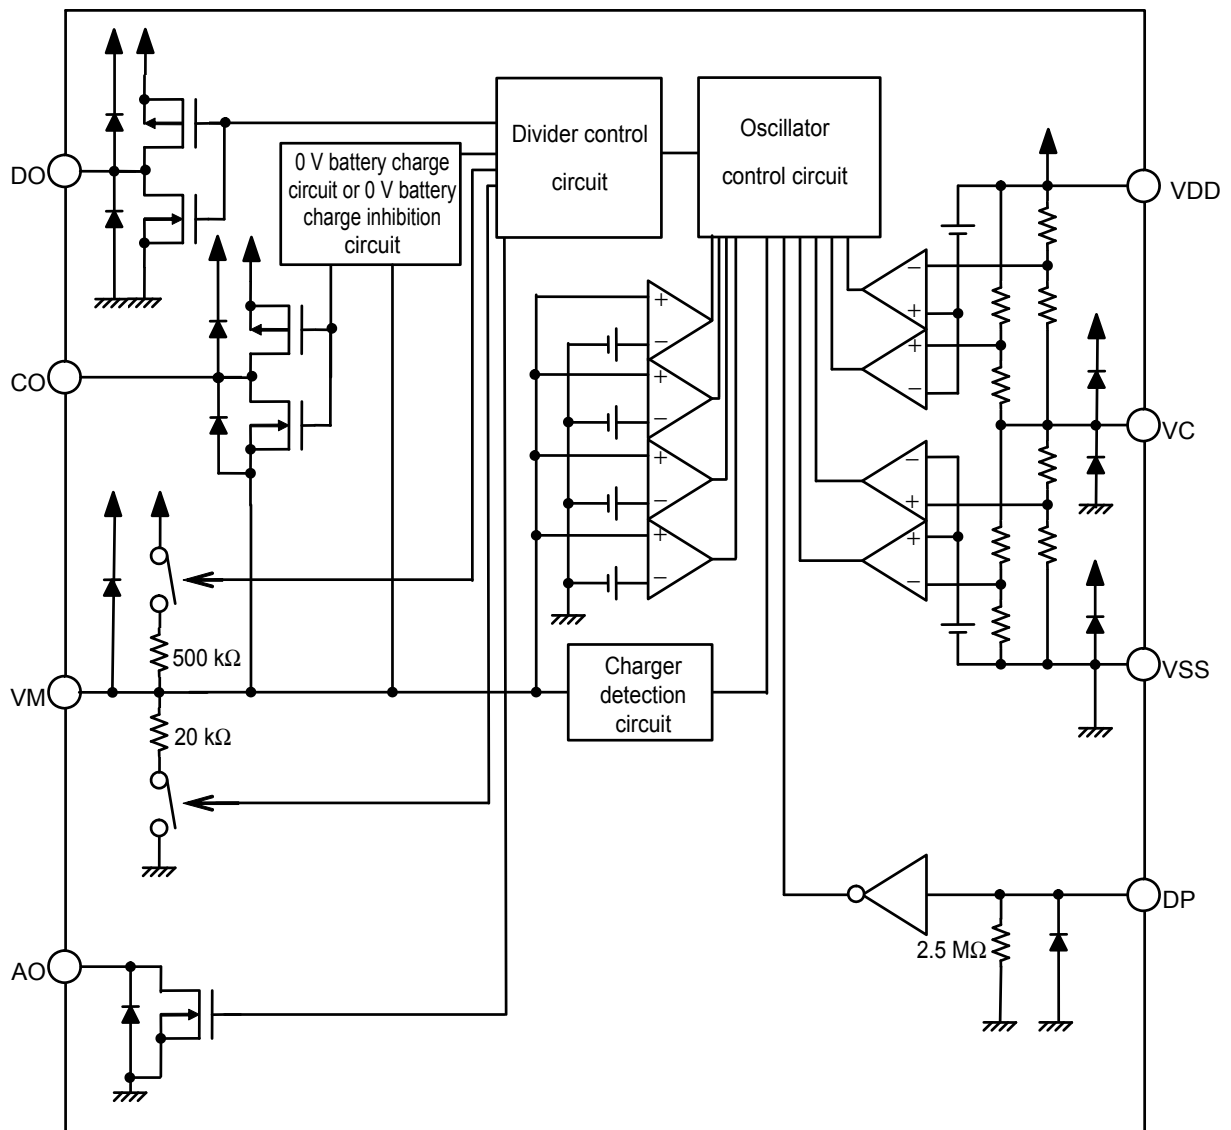 DO
CO
VM
AO
VDD
VC
VSS
DP
Divider control
circuit
Oscillator
control circuit
0 V battery charge
circuit or 0 V battery
charge inhibition
circuit
+
−
+
−
+
−
+
−
−
+
+
−
−
+
+
−
500 kΩ
20 kΩ
Charger
detection
circuit
2.5 MΩ